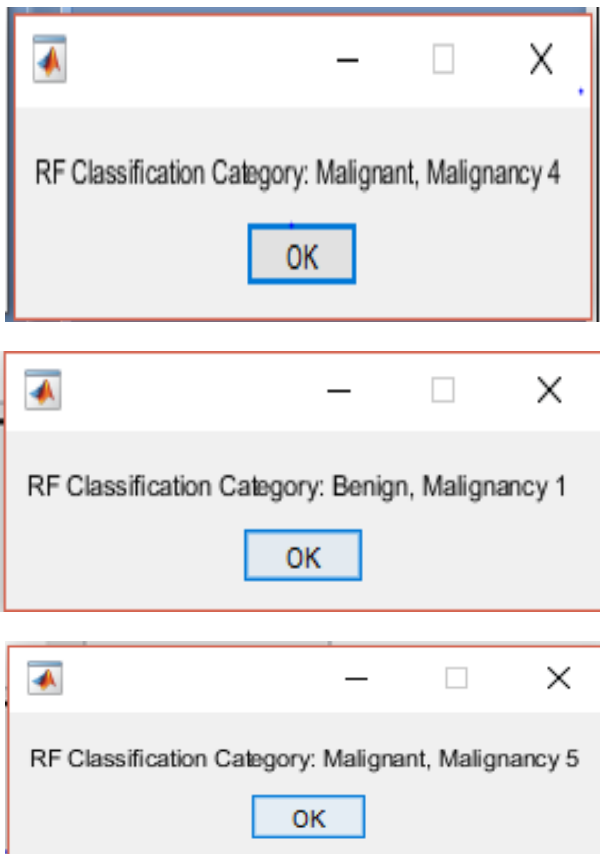 RF Classification Category: Malignant, Malignancy 4
OK
RF Classification Category: Benign, Malignancy 1
OK
RF Classification Category: Malignant, Malignancy 5
OK